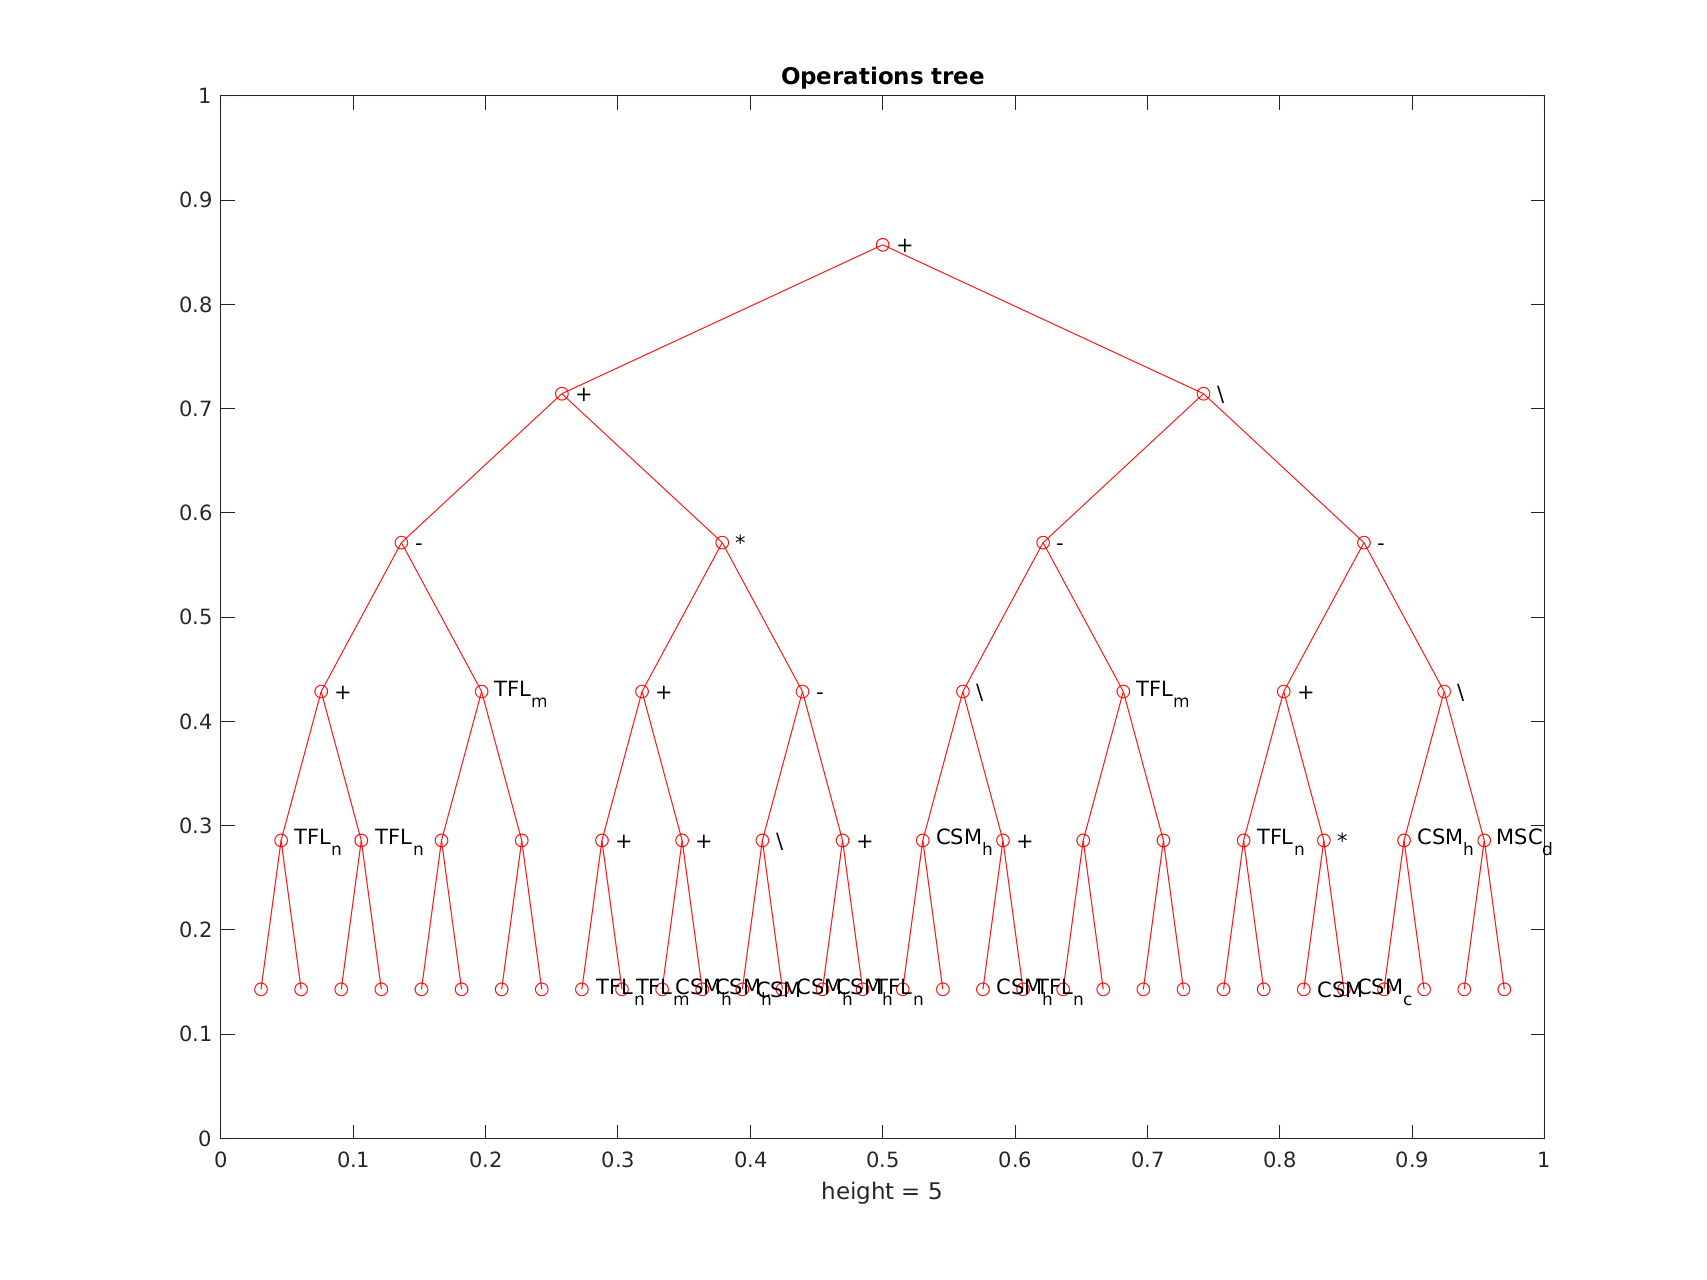 Operations tree
1
0.9
+
0.8
+ \
0.7
0.6
- * - -
0.5
+ TFL_m + - \ TFL_m + \
0.4
0.3
TFL_n TFL_n + + \ + CSM_h + TFL_n * CSM_h MSC_d
0.2
TFL_n TFL_m CSM_h CSM_h CSM CSM_h CSM_h TFL_n CSM_h TFL_n CSM CSM_c
0.1
0
0 0.1 0.2 0.3 0.4 0.5 0.6 0.7 0.8 0.9 1
height = 5